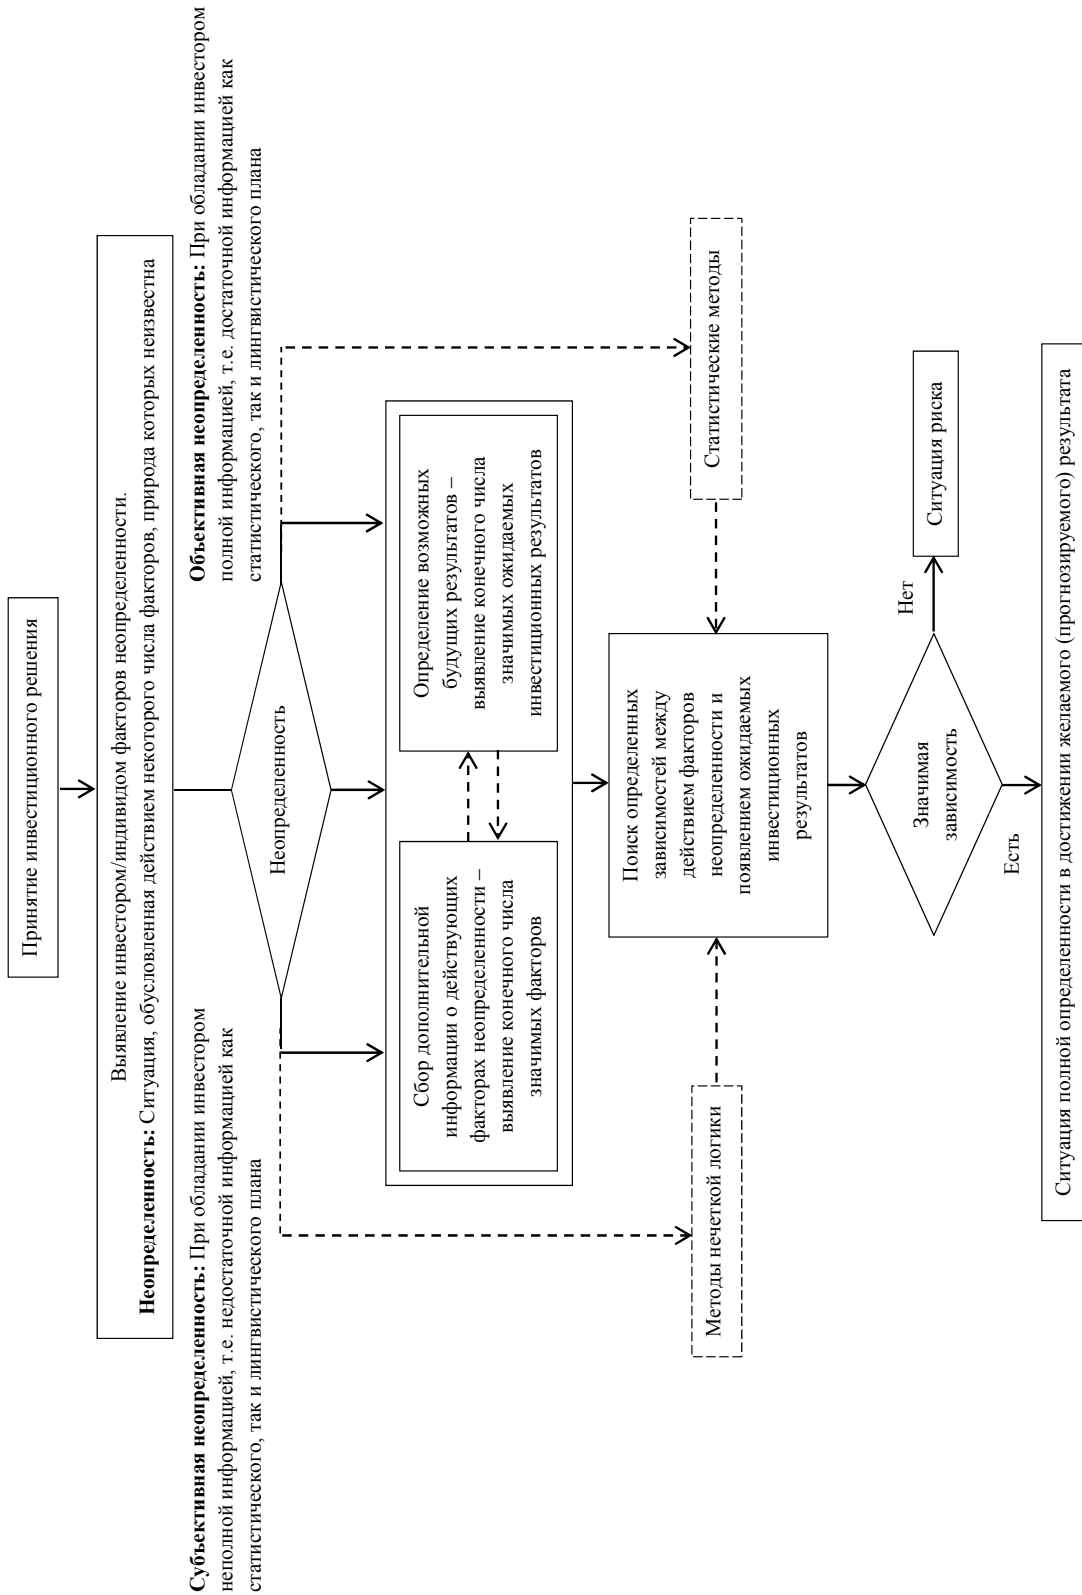 Принятие инвестиционного решения
Выявление инвестором/индивидом факторов неопределенности.
Неопределенность: Ситуация, обусловленная действием некоторого числа факторов, природа которых неизвестна
Субъективная неопределенность: При обладании инвестором
неполной информацией, т.е. недостаточной информацией как
статистического, так и лингвистического плана
Объективная неопределенность: При обладании инвестором
полной информацией, т.е. достаточной информацией как
статистического, так и лингвистического плана
Неопределенность
Сбор дополнительной
информации о действующих
факторах неопределенности –
выявление конечного числа
значимых факторов
Определение возможных
будущих результатов –
выявление конечного числа
значимых ожидаемых
инвестиционных результатов
Методы нечеткой логики
Поиск определенных
зависимостей между
действием факторов
неопределенности и
появлением ожидаемых
инвестиционных
результатов
Статистические методы
Значимая
зависимость
Нет
Ситуация риска
Есть
Ситуация полной определенности в достижении желаемого (прогнозируемого) результата